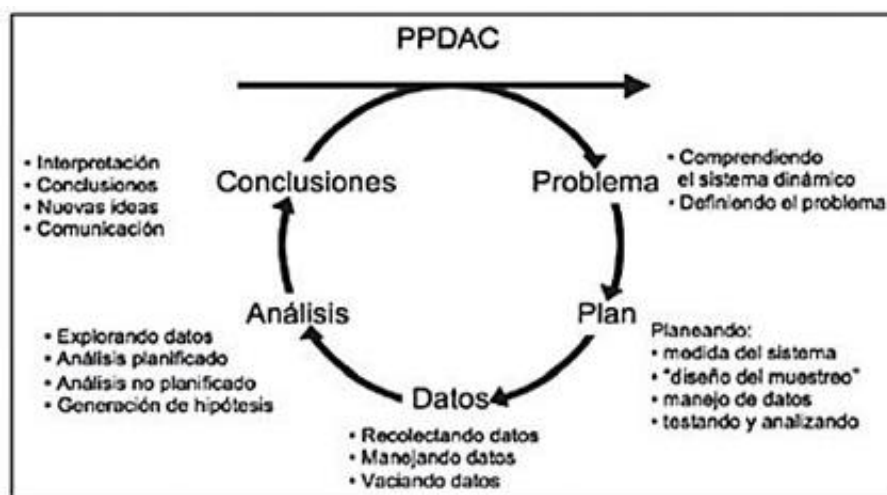 PPDAC
Problema
• Comprendiendo
el sistema dinámico
• Definiendo el problema
Plan
Planeando:
• medida del sistema
• "diseño del muestreo"
• manejo de datos
• testando y analizando
Datos
• Recolectando datos
• Manejando datos
• Vaciando datos
Análisis
• Explorando datos
• Análisis planificado
• Análisis no planificado
• Generación de hipótesis
Conclusiones
• Interpretación
• Conclusiones
• Nuevas ideas
• Comunicación